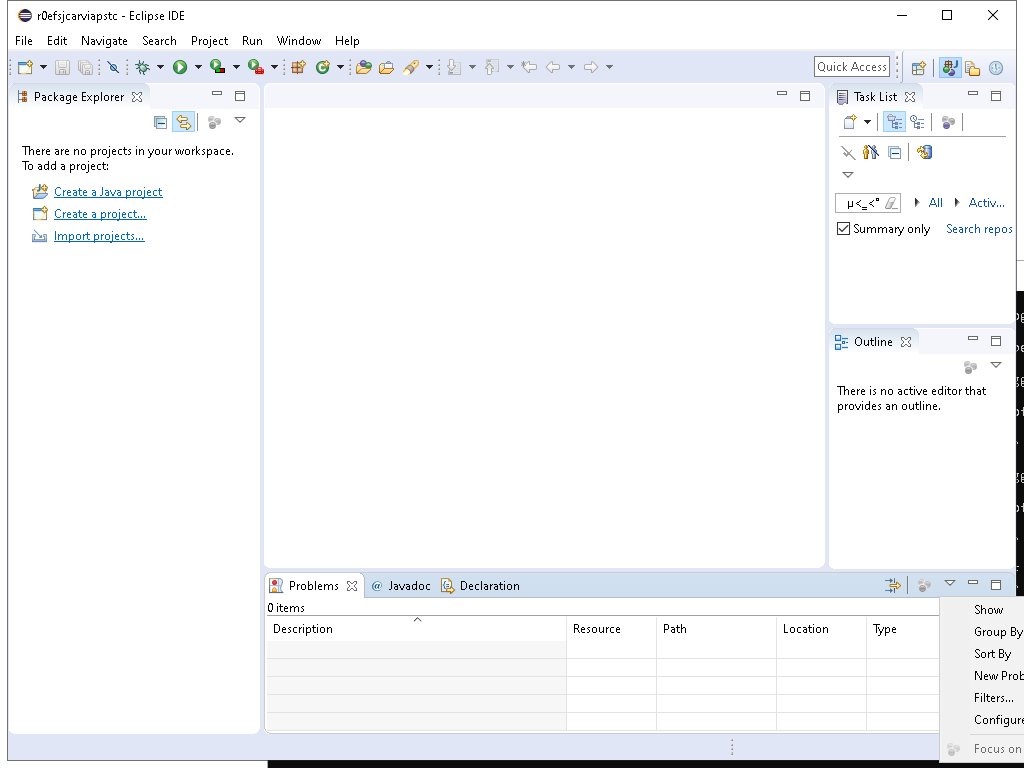 r0efsjcarviapstc - Eclipse IDE
File Edit Navigate Search Project Run Window Help
Quick Access
Package Explorer
There are no projects in your workspace.
To add a project:
Create a Java project
Create a project...
Import projects...
Task List
All Activ...
Summary only Search repos
Outline
There is no active editor that
provides an outline.
Problems @ Javadoc Declaration
0 items
Description Resource Path Location Type
Show
Group By
Sort By
New Prob
Filters...
Configure
Focus on